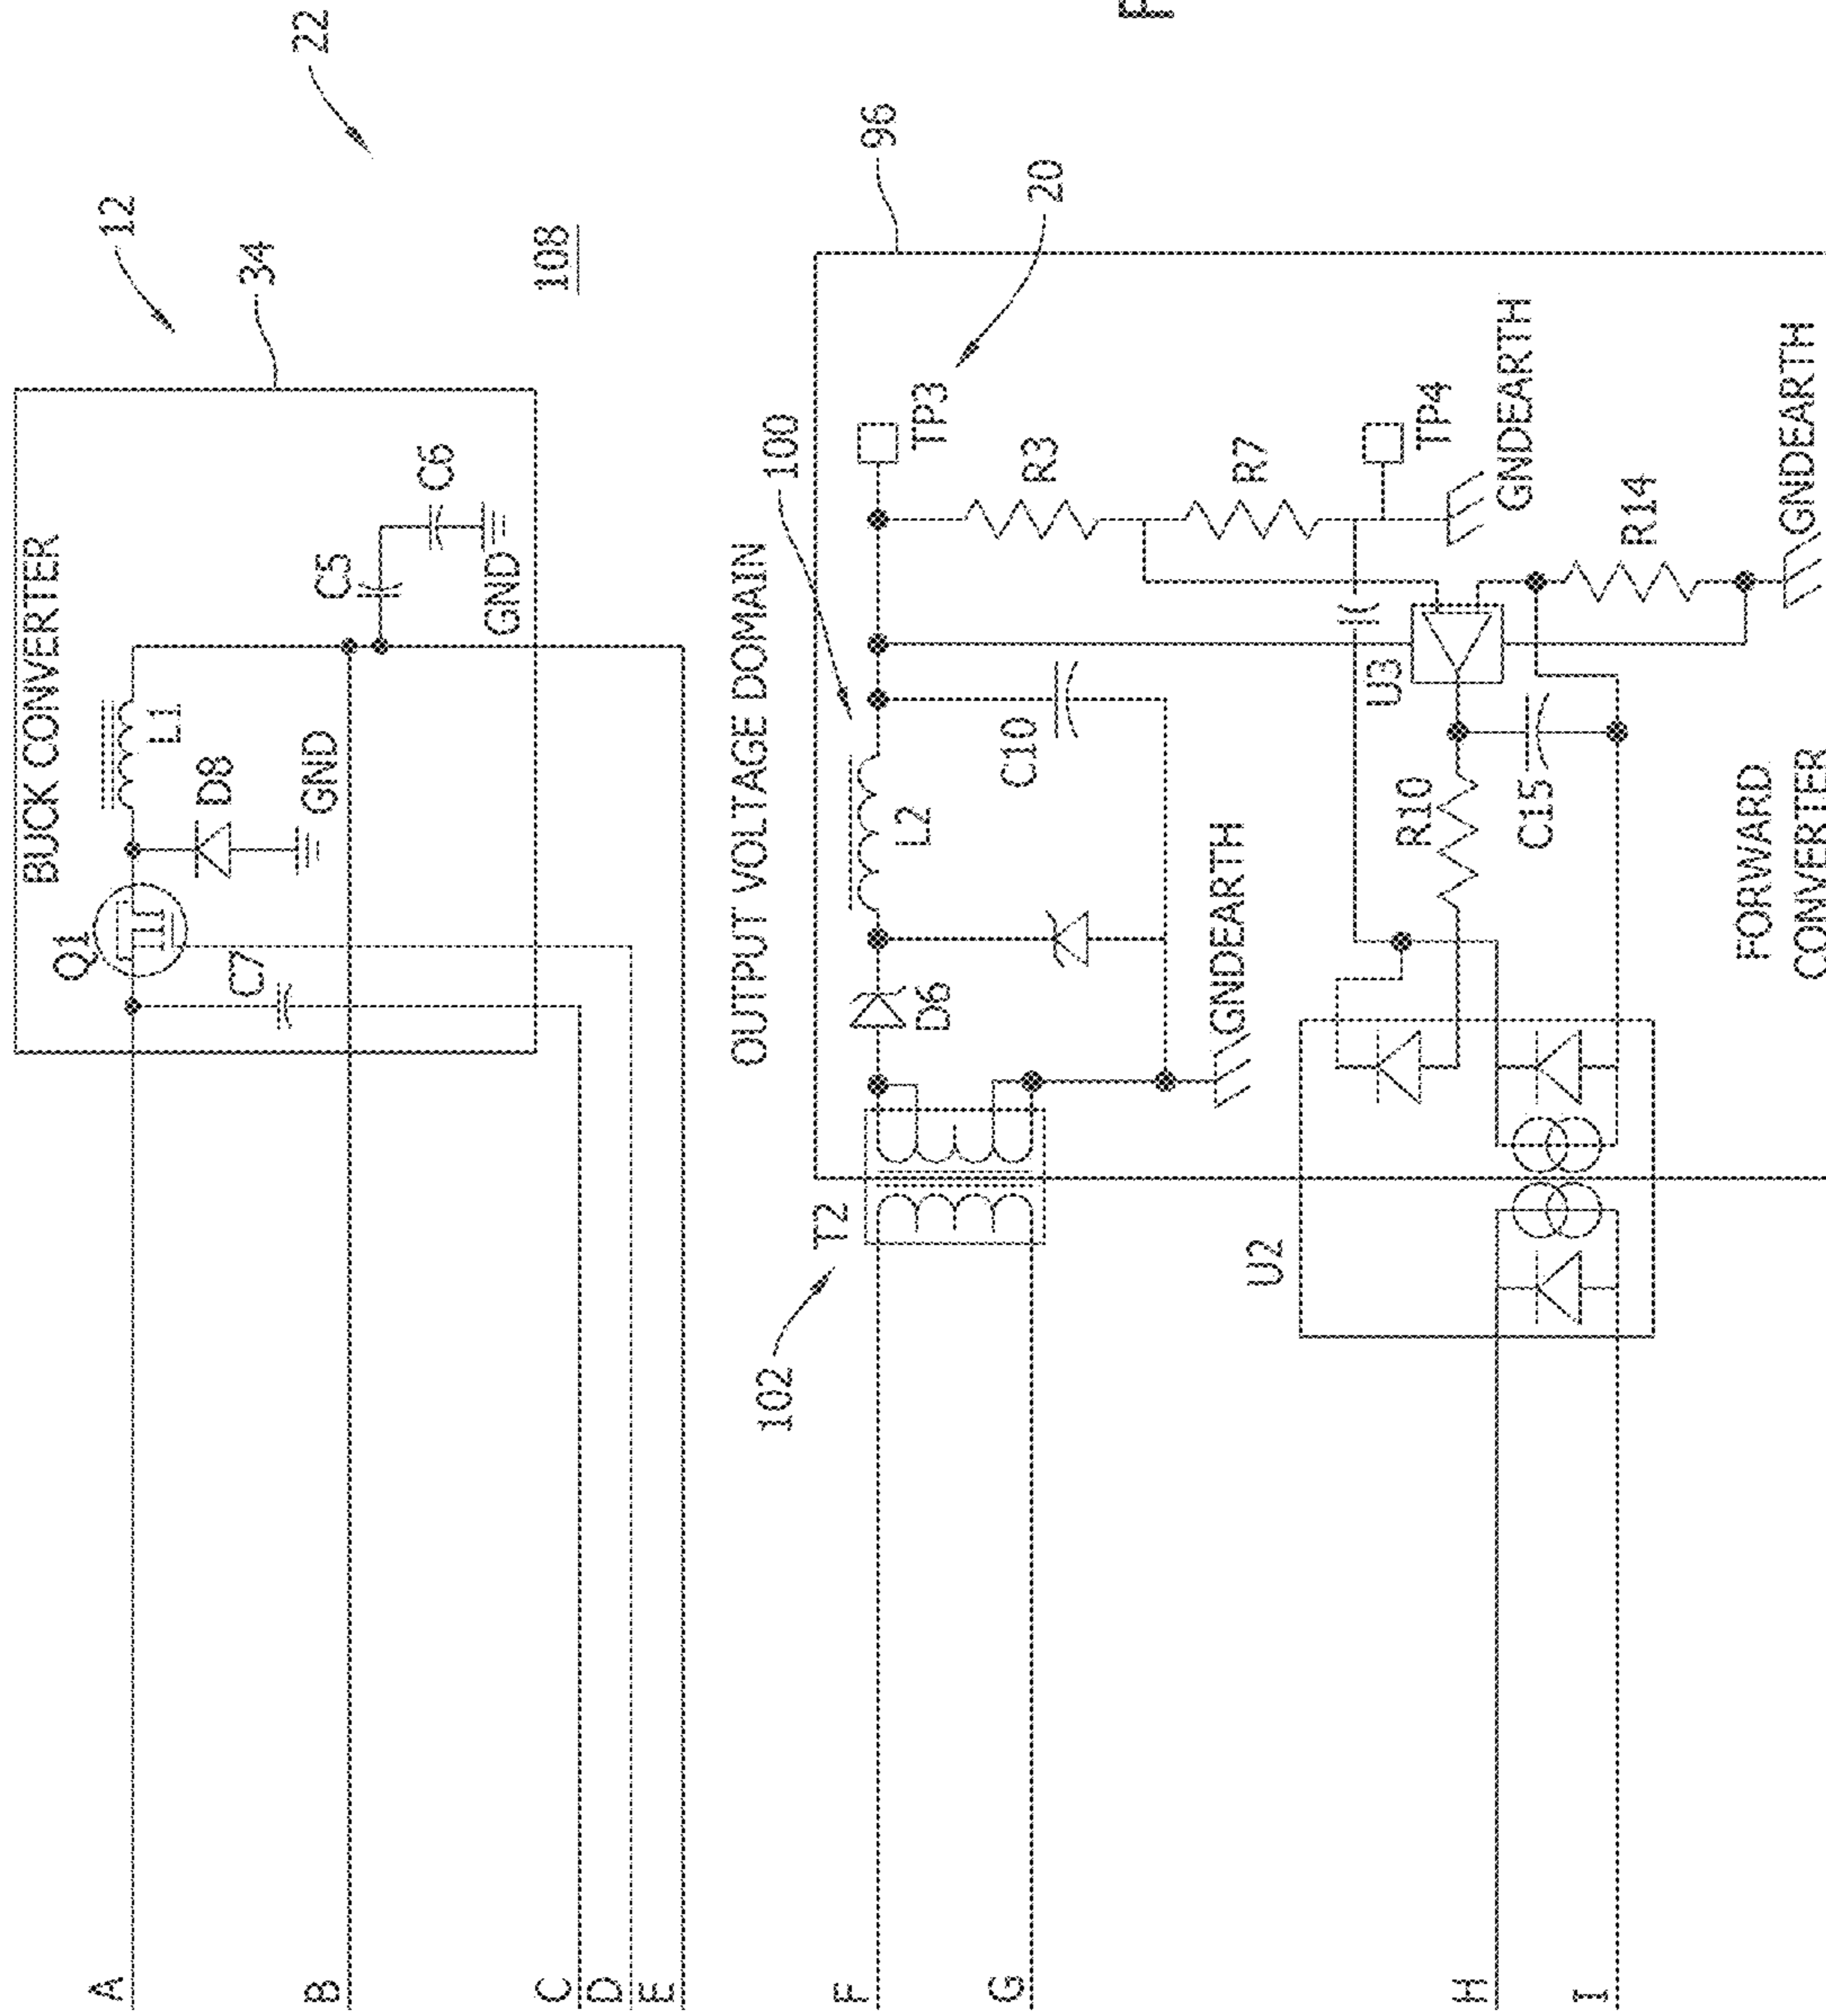 22
12
34
108
BUCK CONVERTER
Q1
L1
D8
GND
C7
C5
C6
GND
A
B
C
D
E
96
20
100
OUTPUT VOLTAGE DOMAIN
TP3
R3
R7
TP4
GNDEARTH
L2
D6
C10
GNDEARTH
T2
102
U3
R14
GNDEARTH
R10
C15
U2
FORWARD
CONVERTER
F
G
H
I